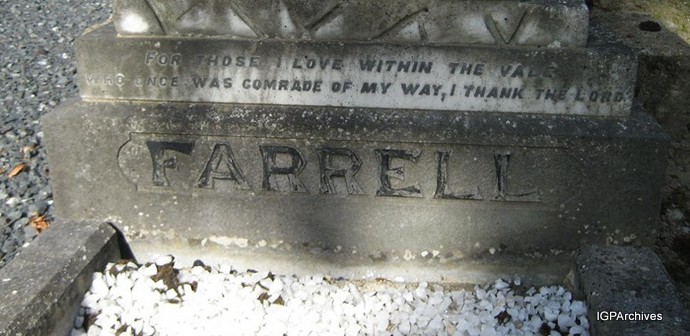 FOR THOSE I LOVE WITHIN THE VALE
WHO ONCE WAS COMRADE OF MY WAY, I THANK THE LORD
FARRELL
IGPArchives